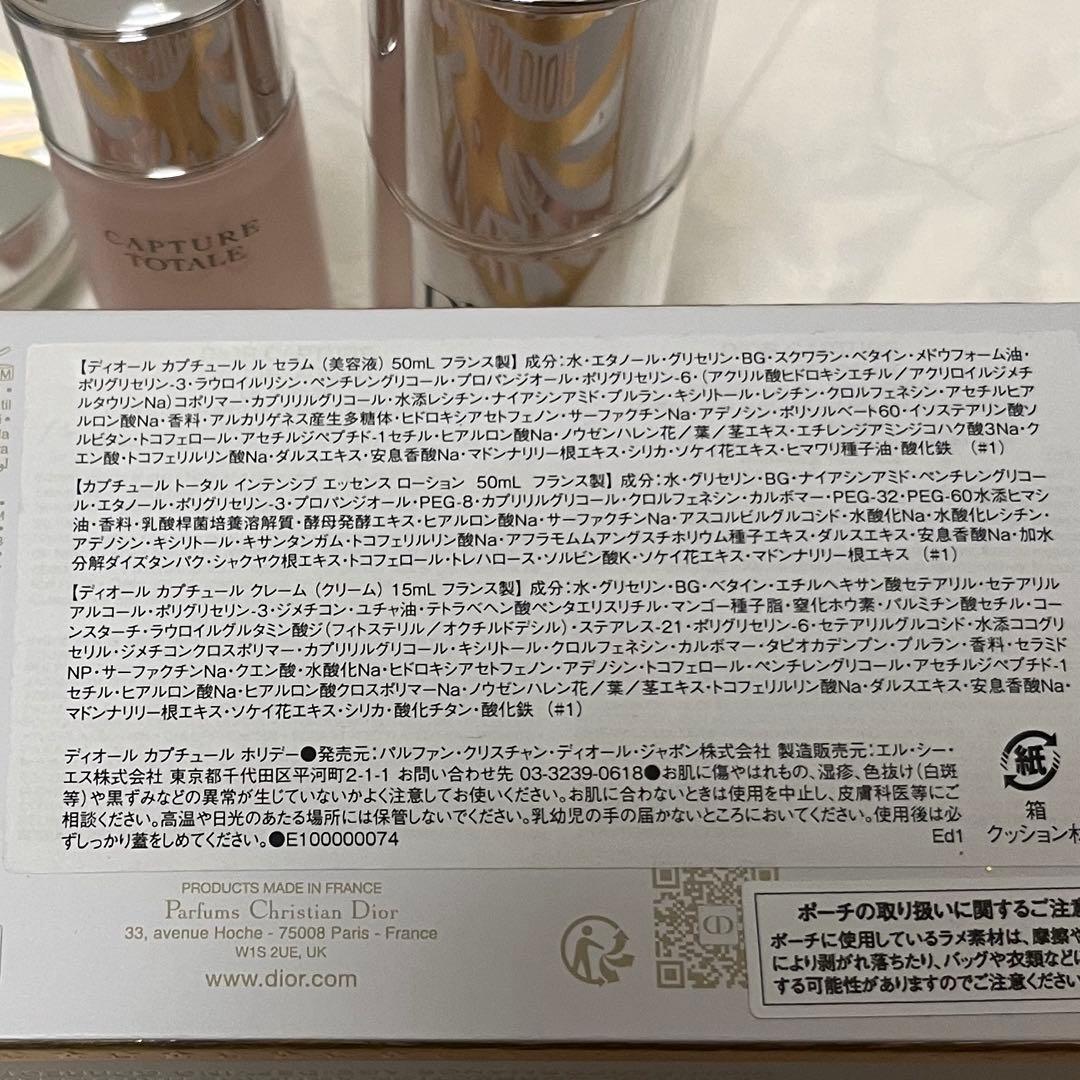 DIOR
CAPTURE
TOTALE
【ディオール カプチュール ル セラム (美容液) 50mL フランス製】 成分:水・エタノール・グリセリン・BG・スクワラン・ベタイン・メドウフォーム油・
ポリグリセリン-3・ラウロイルリシン・ペンチレングリコール・プロパンジオール・ポリグリセリン-6・(アクリル酸ヒドロキシエチル/アクリロイルジメチ
ルタウリンNa)コポリマー・カプリリルグリコール・水添レシチン・ナイアシンアミド・プルラン・キシリトール・レシチン・クロルフェネシン・アセチルヒア
ルロン酸Na・香料・アルカリゲネス産生多糖体・ヒドロキシアセトフェノン・サーファクチンNa・アデノシン・ポリソルベート60・イソステアリン酸ソ
ルビタン・トコフェロール・アセチルジペプチド-1セチル・ヒアルロン酸Na・ノウゼンハレン花/葉/茎エキス・エチレンジアミンジコハク酸3Na・ク
エン酸・トコフェリルリン酸Na・ダルスエキス・安息香酸Na・マドンナリリー根エキス・シリカ・ソケイ花エキス・ヒマワリ種子油・酸化鉄 (#1)
【カプチュール トータル インテンシブ エッセンス ローション 50mL フランス製】 成分:水・グリセリン・BG・ナイアシンアミド・ペンチレングリコー
ル・エタノール・ポリグリセリン-3・プロパンジオール・PEG-8・カプリリルグリコール・クロルフェネシン・カルボマー・PEG-32・PEG-60水添ヒマシ
油・香料・乳酸桿菌培養溶解質・酵母発酵エキス・ヒアルロン酸Na・サーファクチンNa・アスコルビルグルコシド・水酸化Na・水酸化レシチン・
アデノシン・キシリトール・キサンタンガム・トコフェリルリン酸Na・アフラモムムアングスチホリウム種子エキス・ダルスエキス・安息香酸Na・加水
分解ダイズタンパク・シャクヤク根エキス・トコフェロール・トレハロース・ソルビン酸K・ソケイ花エキス・マドンナリリー根エキス (#1)
【ディオール カプチュール クレーム (クリーム) 15mL フランス製】 成分:水・グリセリン・BG・ベタイン・エチルヘキサン酸セテアリル・セテアリル
アルコール・ポリグリセリン-3・ジメチコン・ユチャ油・テトラベヘン酸ペンタエリスリチル・マンゴー種子脂・窒化ホウ素・パルミチン酸セチル・コー
ンスターチ・ラウロイルグルタミン酸ジ(フィトステリル/オクチルドデシル)・ステアレス-21・ポリグリセリン-6・セテアリルグルコシド・水添ココグリ
セリル・ジメチコンクロスポリマー・カプリリルグリコール・キシリトール・クロルフェネシン・カルボマー・タピオカデンプン・プルラン・香料・セラミド
NP・サーファクチンNa・クエン酸・水酸化Na・ヒドロキシアセトフェノン・アデノシン・トコフェロール・ペンチレングリコール・アセチルジペプチド-1
セチル・ヒアルロン酸Na・ヒアルロン酸クロスポリマーNa・ノウゼンハレン花/葉/茎エキス・トコフェリルリン酸Na・ダルスエキス・安息香酸Na・
マドンナリリー根エキス・ソケイ花エキス・シリカ・酸化チタン・酸化鉄 (#1)
ディオール カプチュール ホリデー●発売元:パルファン・クリスチャン・ディオール・ジャポン株式会社 製造販売元:エル・シー・
エス株式会社 東京都千代田区平河町2-1-1 お問い合わせ先 03-3239-0618●お肌に傷やはれもの、湿疹、色抜け(白斑
等)や黒ずみなどの異常が生じていないかよく注意してお使いください。お肌に合わないときは使用を中止し、皮膚科医等にご
相談ください。高温や日光のあたる場所には保管しないでください。乳幼児の手の届かないところにおいてください。使用後は必
ずしっかり蓋をしめてください。●E100000074
Ed1
紙
箱
クッション材
PRODUCTS MADE IN FRANCE
Parfums Christian Dior
33, avenue Hoche - 75008 Paris - France
W1S 2UE, UK
www.dior.com
CD
ポーチの取り扱いに関するご注意
ポーチに使用しているラメ素材は、摩擦や
により剥がれ落ちたり、バッグや衣類などに
する可能性がありますのでご注意ください